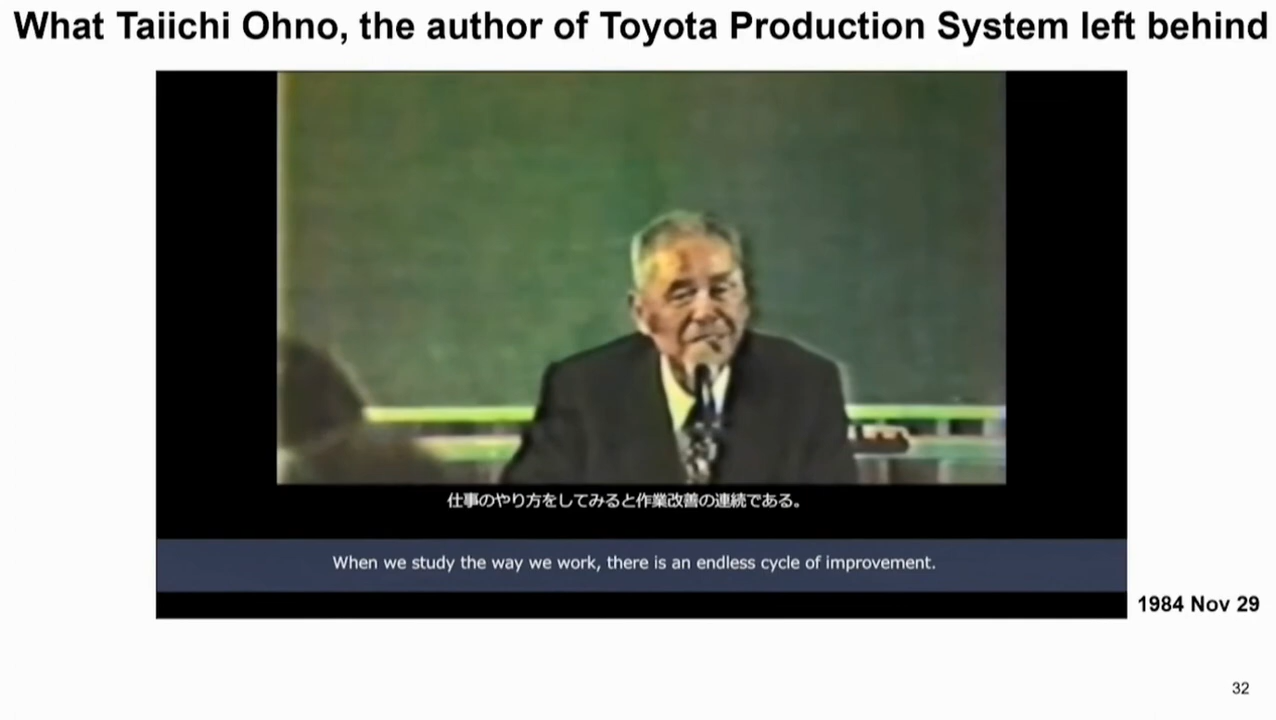 What Taiichi Ohno, the author of Toyota Production System left behind
仕事のやり方をしてみると作業改善の連続である。
When we study the way we work, there is an endless cycle of improvement.
1984 Nov 29
32